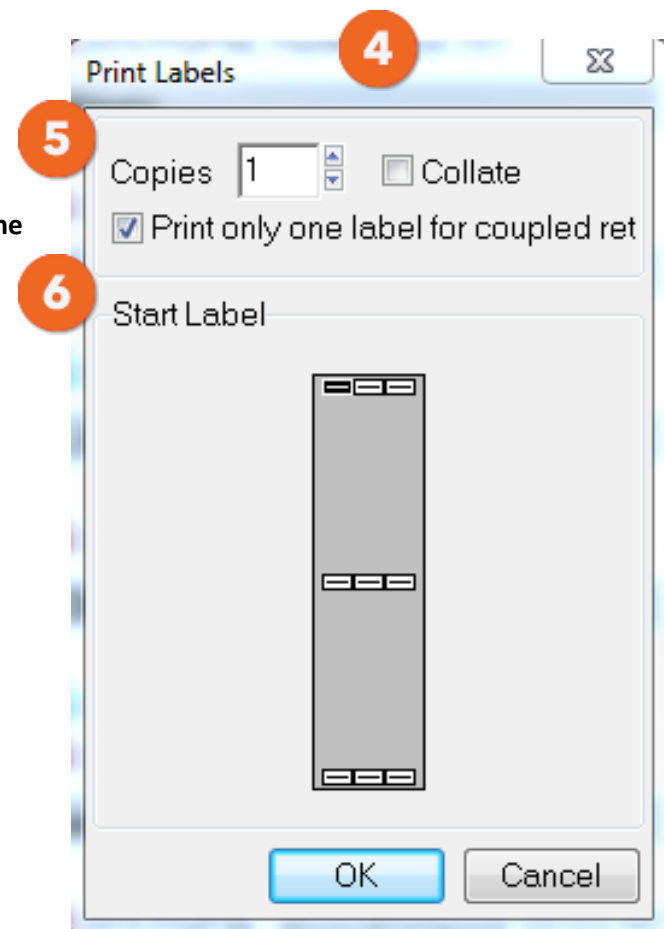 4
Print Labels
5
Copies 1 Collate
Print only one label for coupled ret
6
Start Label
OK Cancel